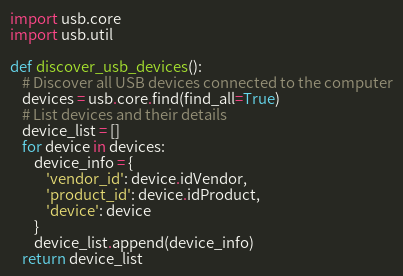 import usb.core
import usb.util

def discover_usb_devices():
    # Discover all USB devices connected to the computer
    devices = usb.core.find(find_all=True)
    # List devices and their details
    device_list = []
    for device in devices:
        device_info = {
            'vendor_id': device.idVendor,
            'product_id': device.idProduct,
            'device': device
        }
        device_list.append(device_info)
    return device_list